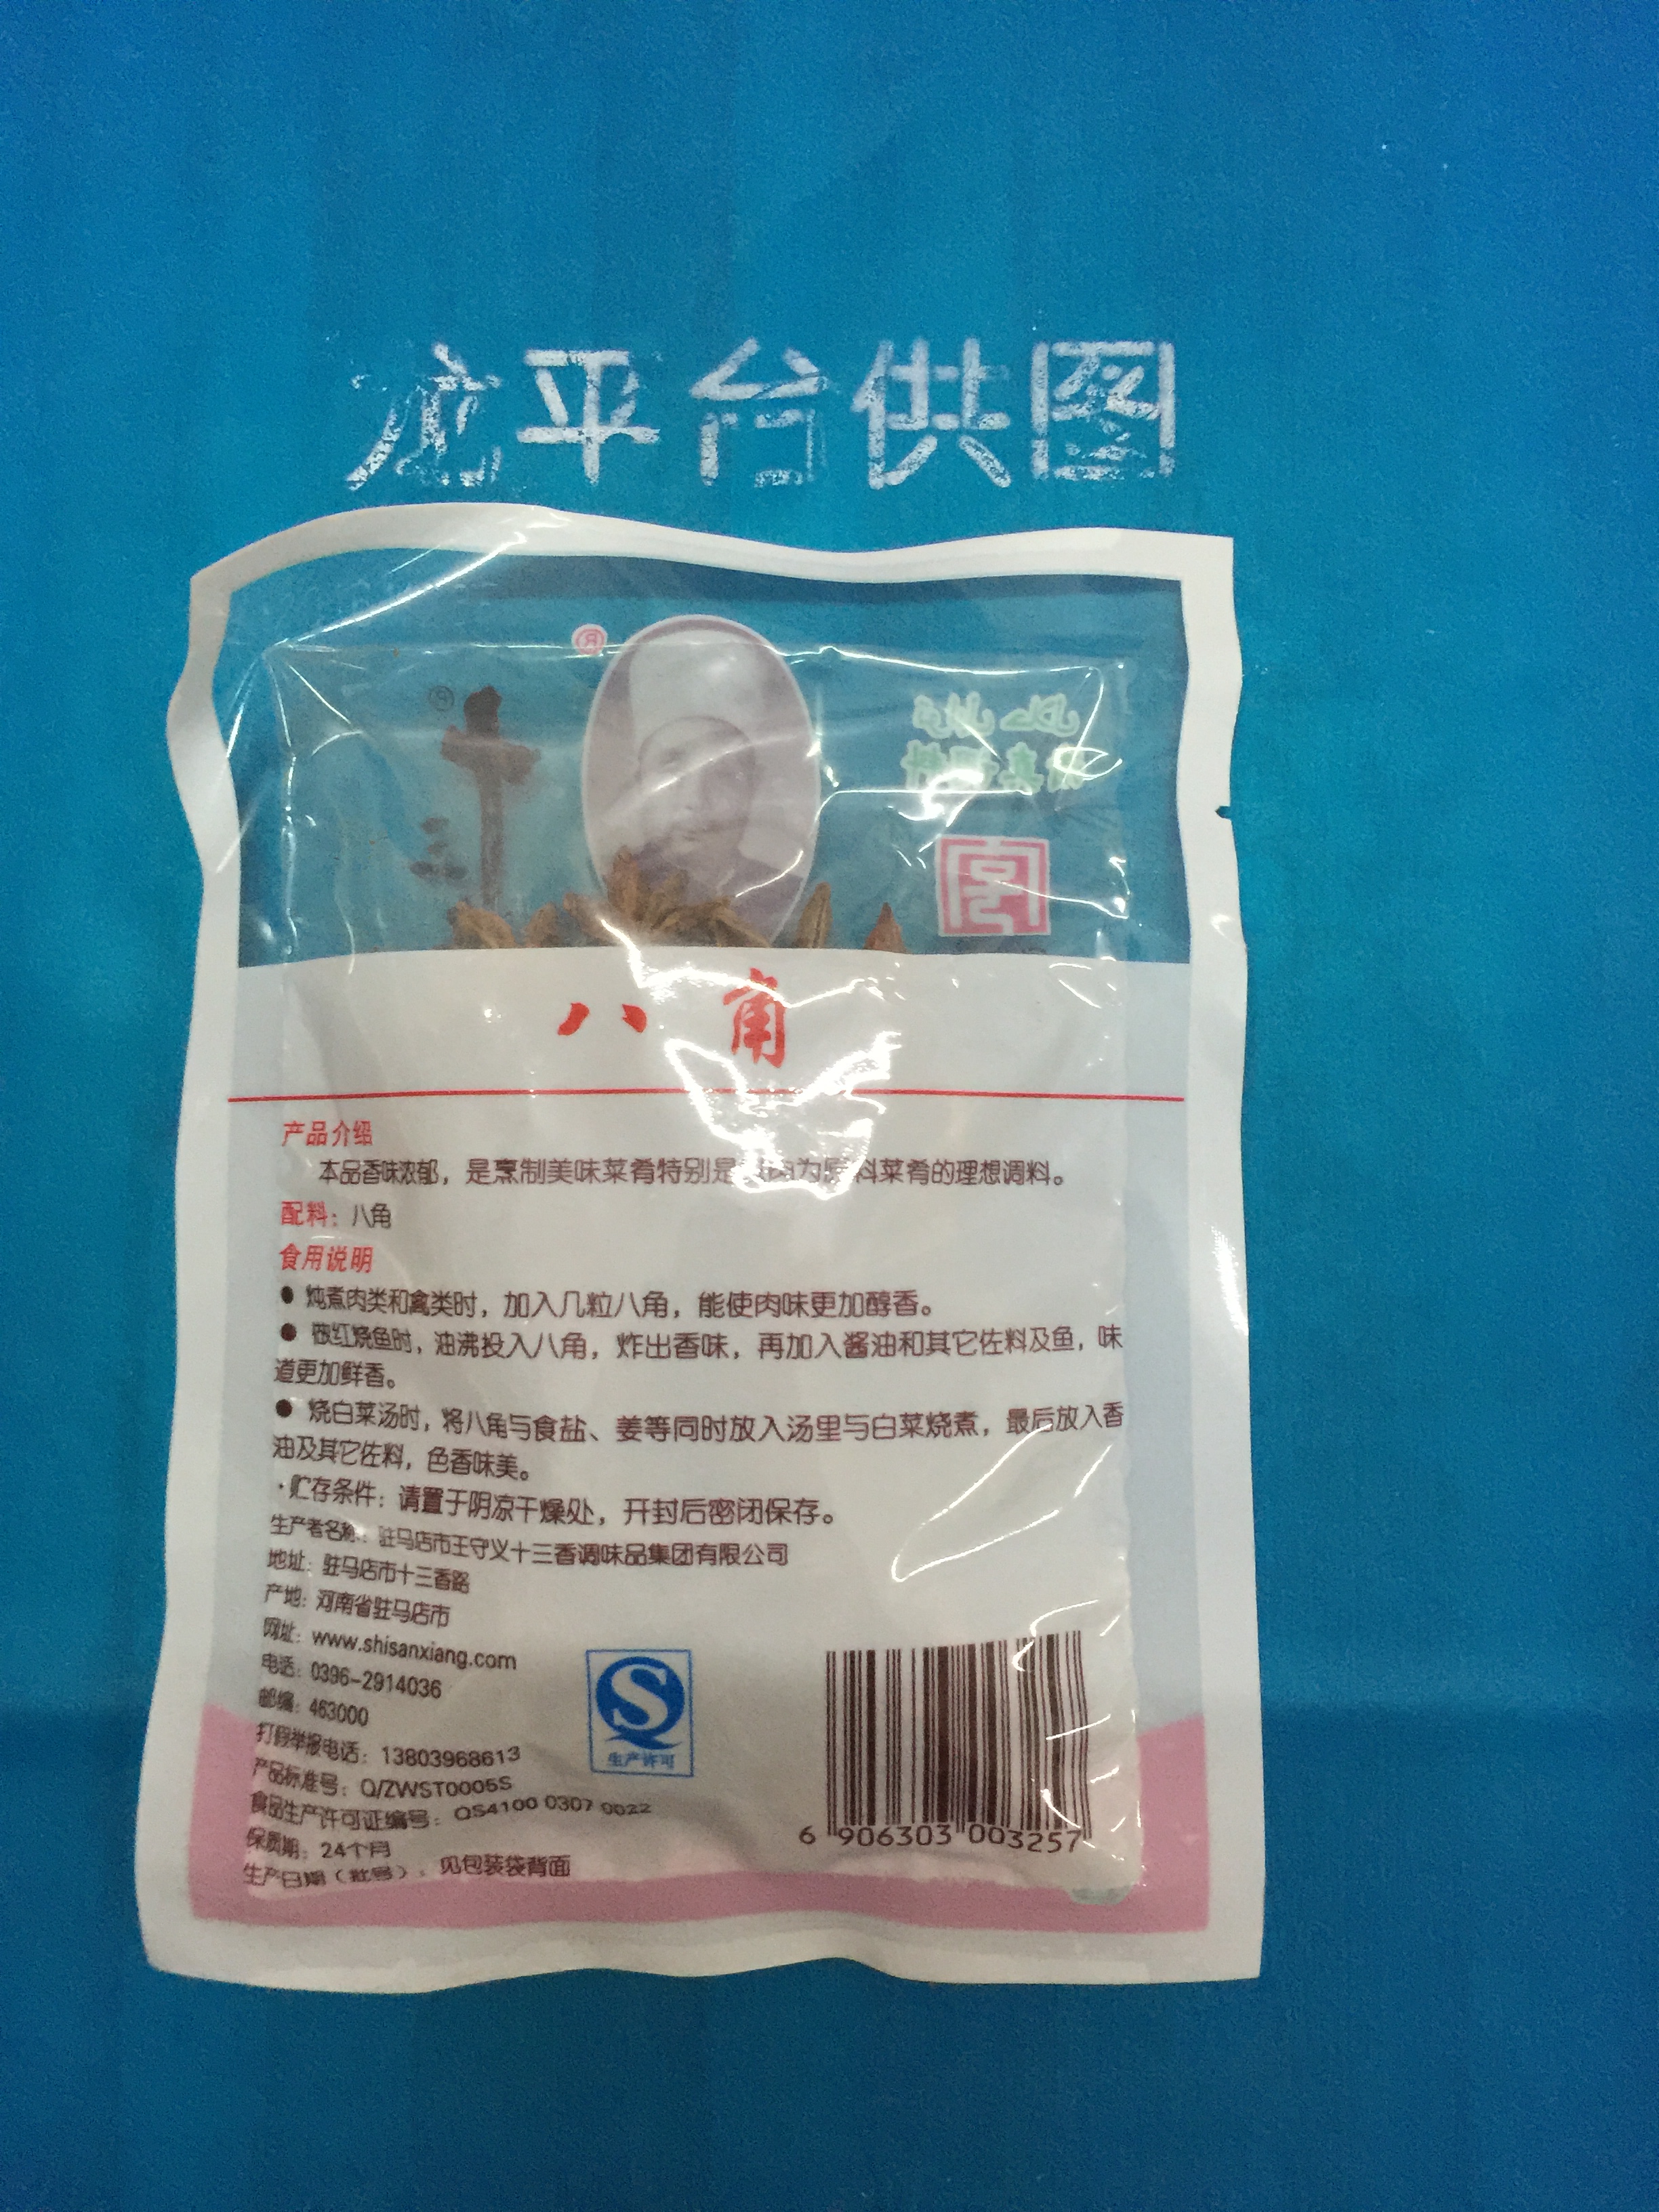 龙平台供图
八角
产品介绍
本品香味浓郁，是烹制美味菜肴特别是以肉为原料菜肴的理想调料。
配料：八角
食用说明
● 炖煮肉类和禽类时，加入几粒八角，能使肉味更加醇香。
● 做红烧鱼时，油沸投入八角，炸出香味，再加入酱油和其它佐料及鱼，味
道更加鲜香。
● 烧白菜汤时，将八角与食盐、姜等同时放入汤里与白菜烧煮，最后放入香
油及其它佐料，色香味美。
·贮存条件：请置于阴凉干燥处，开封后密闭保存。
生产者名称：驻马店市王守义十三香调味品集团有限公司
地址：驻马店市十三香路
产地：河南省驻马店市
网址：www.shisanxiang.com
电话：0396-2914036
邮编：463000
打假举报电话：13803968613
产品标准号：Q/ZWST0005S
食品生产许可证编号：QS4100 0307 0022
保质期：24个月
生产日期（批号）：见包装袋背面
生产许可
6 906303 003257